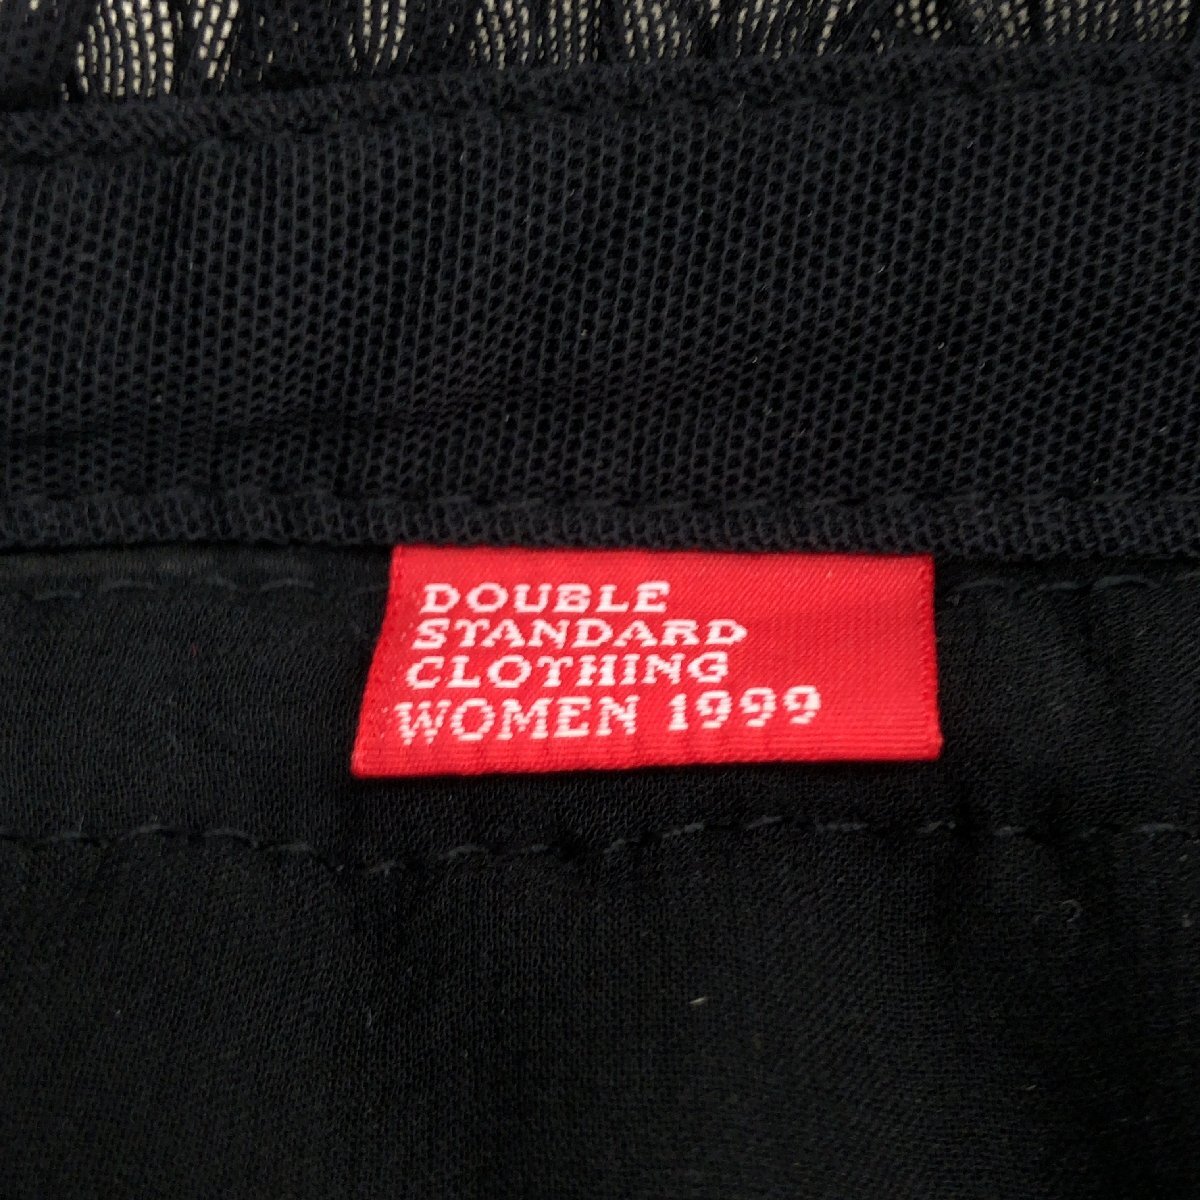 DOUBLE
STANDARD
CLOTHING
WOMEN 1999